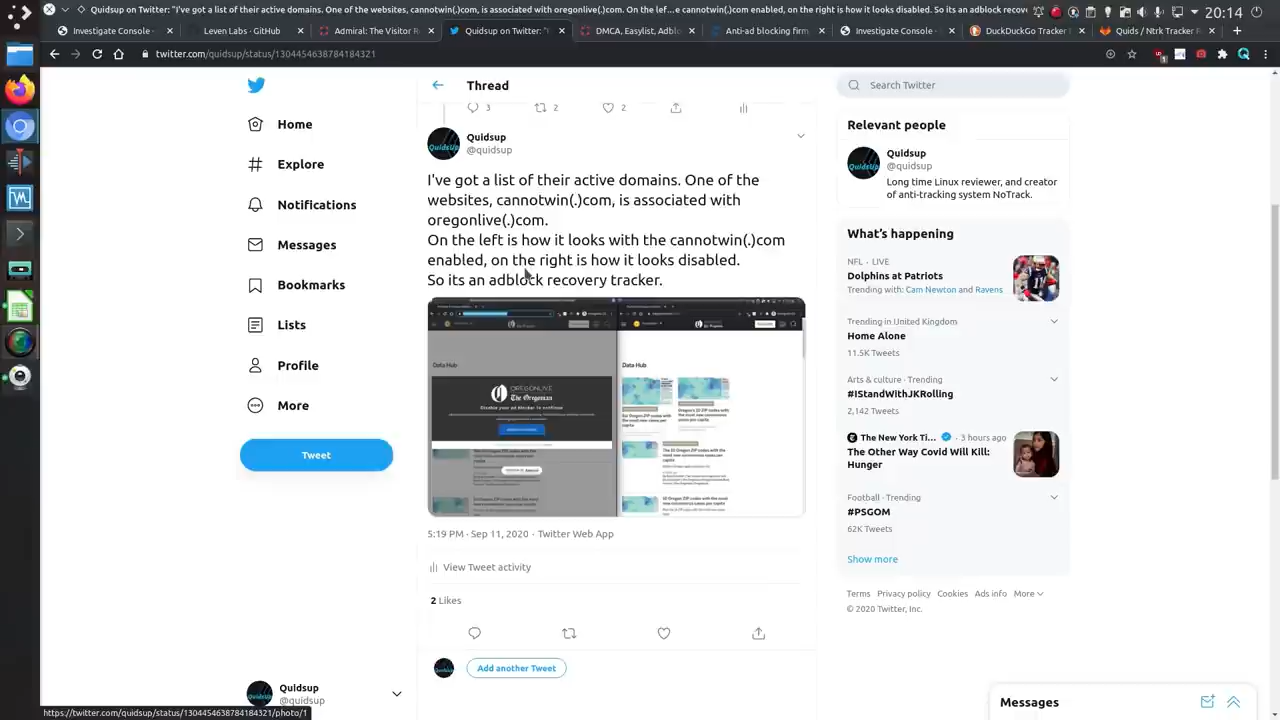 Quidsup on Twitter: "I've got a list of their active domains. One of the websites, cannotwin(.)com, is associated with oregonlive(.)com. On the lef...e cannotwin(.)com enabled, on the right is how it looks disabled. So its an adblock recove
20:11
Investigate Console -
Leven Labs · GitHub
Admiral: The Visitor R
Quidsup on Twitter: "I
DMCA, Easylist, Adblo
Anti-ad blocking firm
Investigate Console -
DuckDuckGo Tracker
Quids / Ntrk Tracker R
twitter.com/quidsup/status/1304454638784184321
Home
Explore
Notifications
Messages
Bookmarks
Lists
Profile
More
Tweet
Quidsup
@quidsup
Thread
3
2
2
Quidsup
@quidsup
I've got a list of their active domains. One of the
websites, cannotwin(.)com, is associated with
oregonlive(.)com.
On the left is how it looks with the cannotwin(.)com
enabled, on the right is how it looks disabled.
So its an adblock recovery tracker.
Data Hub
OREGONLIVE
The Oregonian
Disable your ad blocker to continue
Data Hub
5:19 PM · Sep 11, 2020 · Twitter Web App
View Tweet activity
2 Likes
Add another Tweet
Search Twitter
Relevant people
Quidsup
@quidsup
Long time Linux reviewer, and creator
of anti-tracking system NoTrack.
What's happening
NFL · LIVE
Dolphins at Patriots
Trending with: Cam Newton and Ravens
Trending in United Kingdom
Home Alone
11.5K Tweets
Arts & culture · Trending
#IStandWithJKRolling
2,142 Tweets
The New York Ti... · 3 hours ago
The Other Way Covid Will Kill:
Hunger
Football · Trending
#PSGOM
62K Tweets
Show more
Terms Privacy policy Cookies Ads info More
© 2020 Twitter, Inc.
Messages
https://twitter.com/quidsup/status/1304454638784184321/photo/1